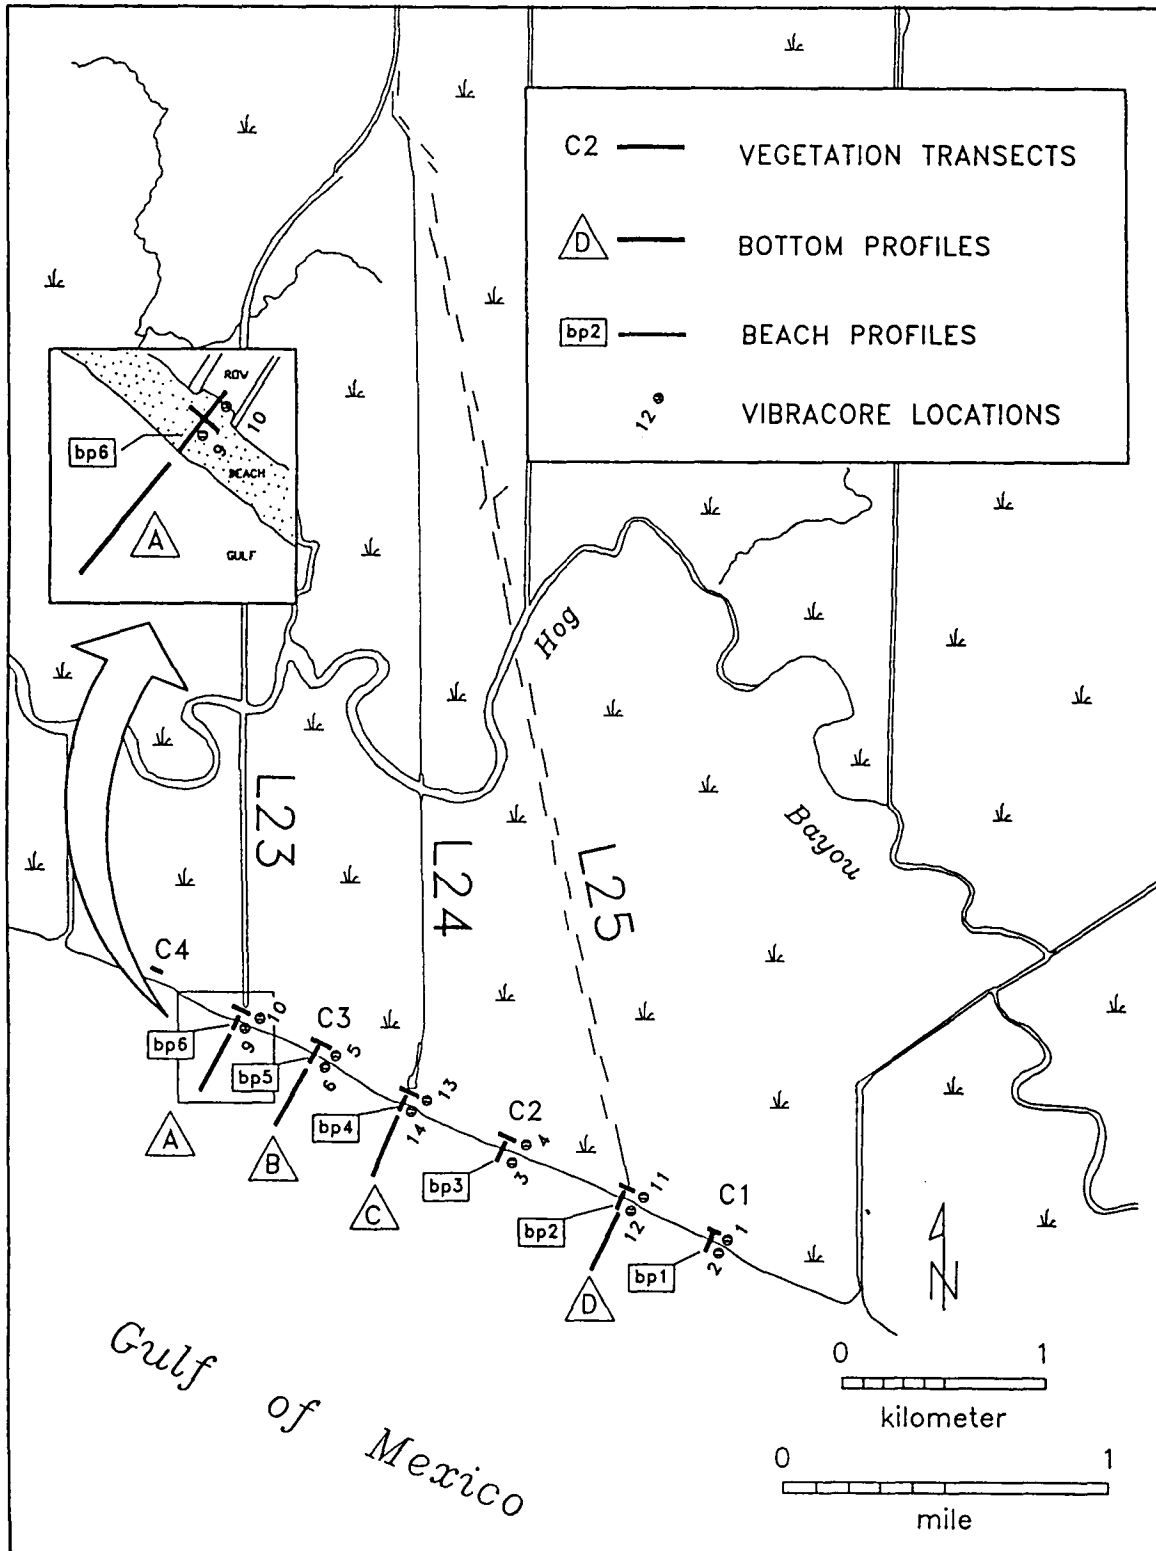 C2 VEGETATION TRANSECTS
D BOTTOM PROFILES
bp2 BEACH PROFILES
12 VIBRACORE LOCATIONS
ROW
10
9
bp6
BEACH
A
GULF
Hog
Bayou
L23
L24
L25
C4
10
9
bp6
A
C3
5
6
bp5
B
13
14
bp4
C
C2
4
3
bp3
11
12
bp2
D
C1
1
2
bp1
N
Gulf of Mexico
0 1
kilometer
0 1
mile